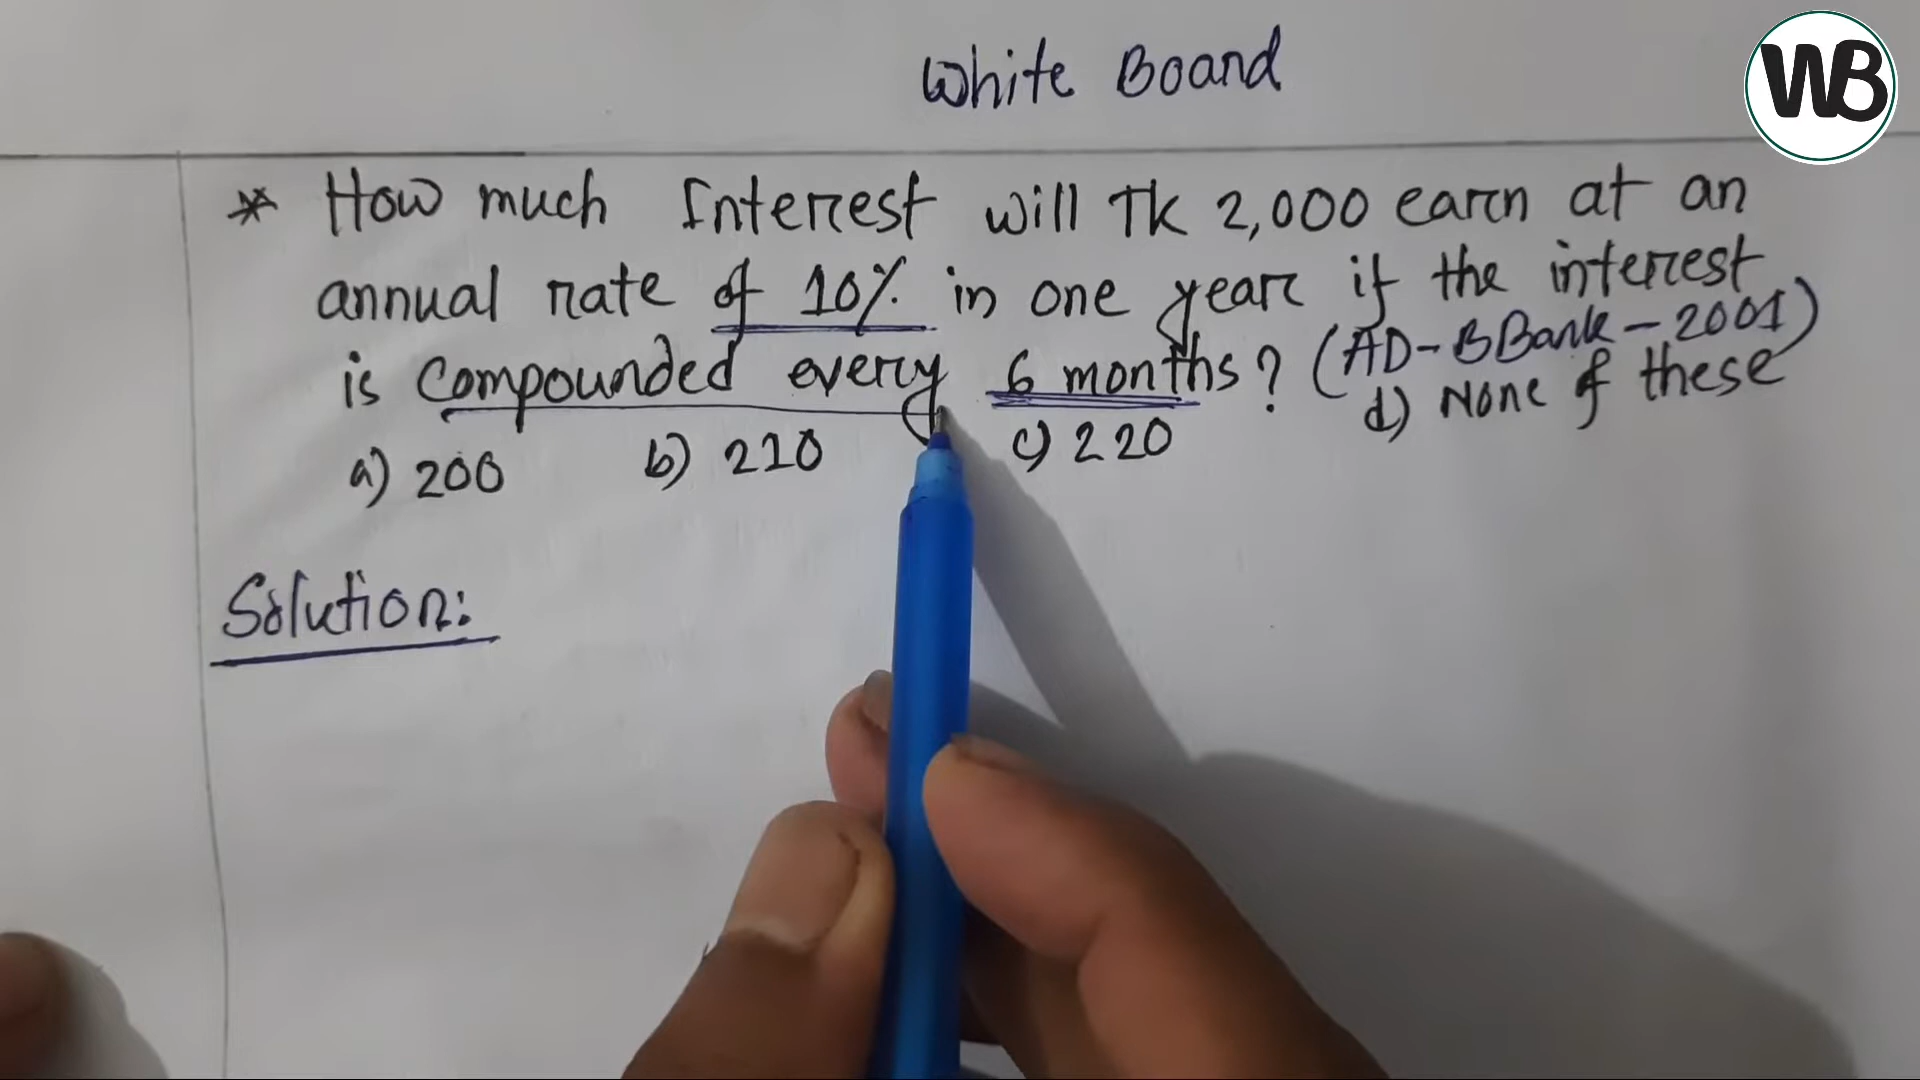 White Board
WB
* How much Interest will Tk 2,000 earn at an
annual rate of 10% in one year if the interest
is compounded every 6 months? (AD-BBank-2001)
a) 200 b) 210 c) 220 d) None of these
Solution: